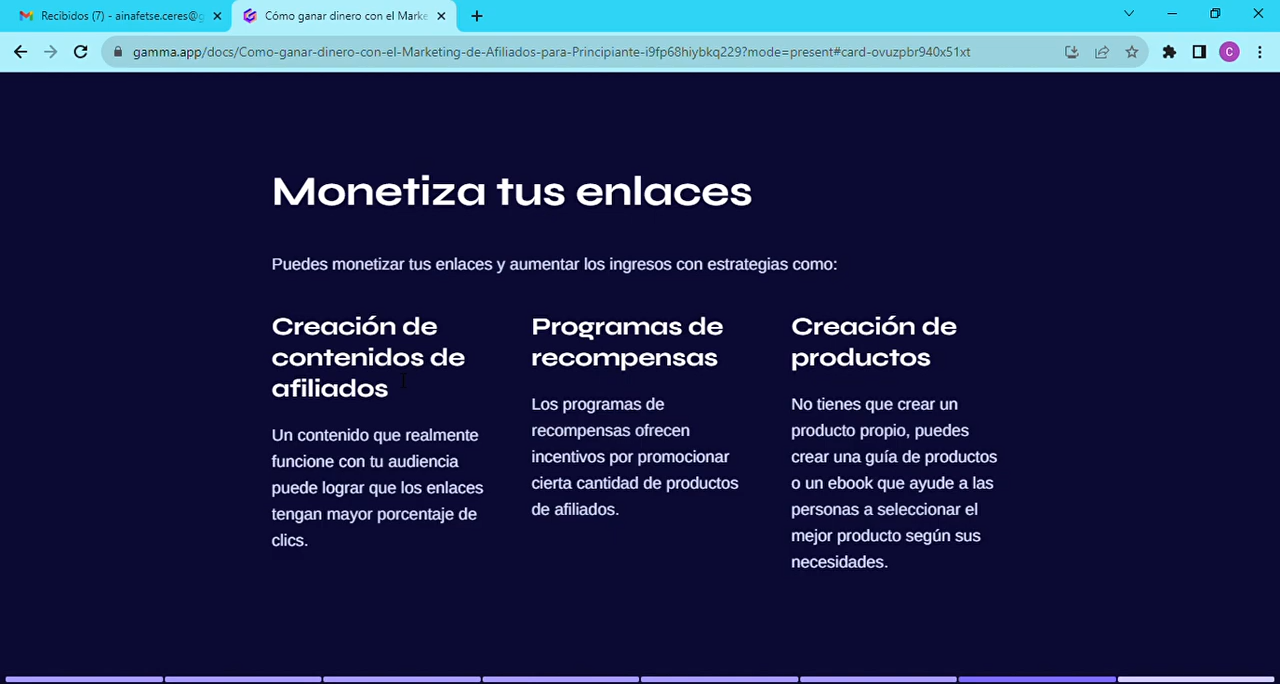 Recibidos (7) - ainafetse.ceres@g
Cómo ganar dinero con el Marke
gamma.app/docs/Como-ganar-dinero-con-el-Marketing-de-Afiliados-para-Principiante-i9fp68hiybkq229?mode=present#card-ovuzpbr940x51xt
C
Monetiza tus enlaces
Puedes monetizar tus enlaces y aumentar los ingresos con estrategias como:
Creación de
contenidos de
afiliados
Un contenido que realmente
funcione con tu audiencia
puede lograr que los enlaces
tengan mayor porcentaje de
clics.
Programas de
recompensas
Los programas de
recompensas ofrecen
incentivos por promocionar
cierta cantidad de productos
de afiliados.
Creación de
productos
No tienes que crear un
producto propio, puedes
crear una guía de productos
o un ebook que ayude a las
personas a seleccionar el
mejor producto según sus
necesidades.